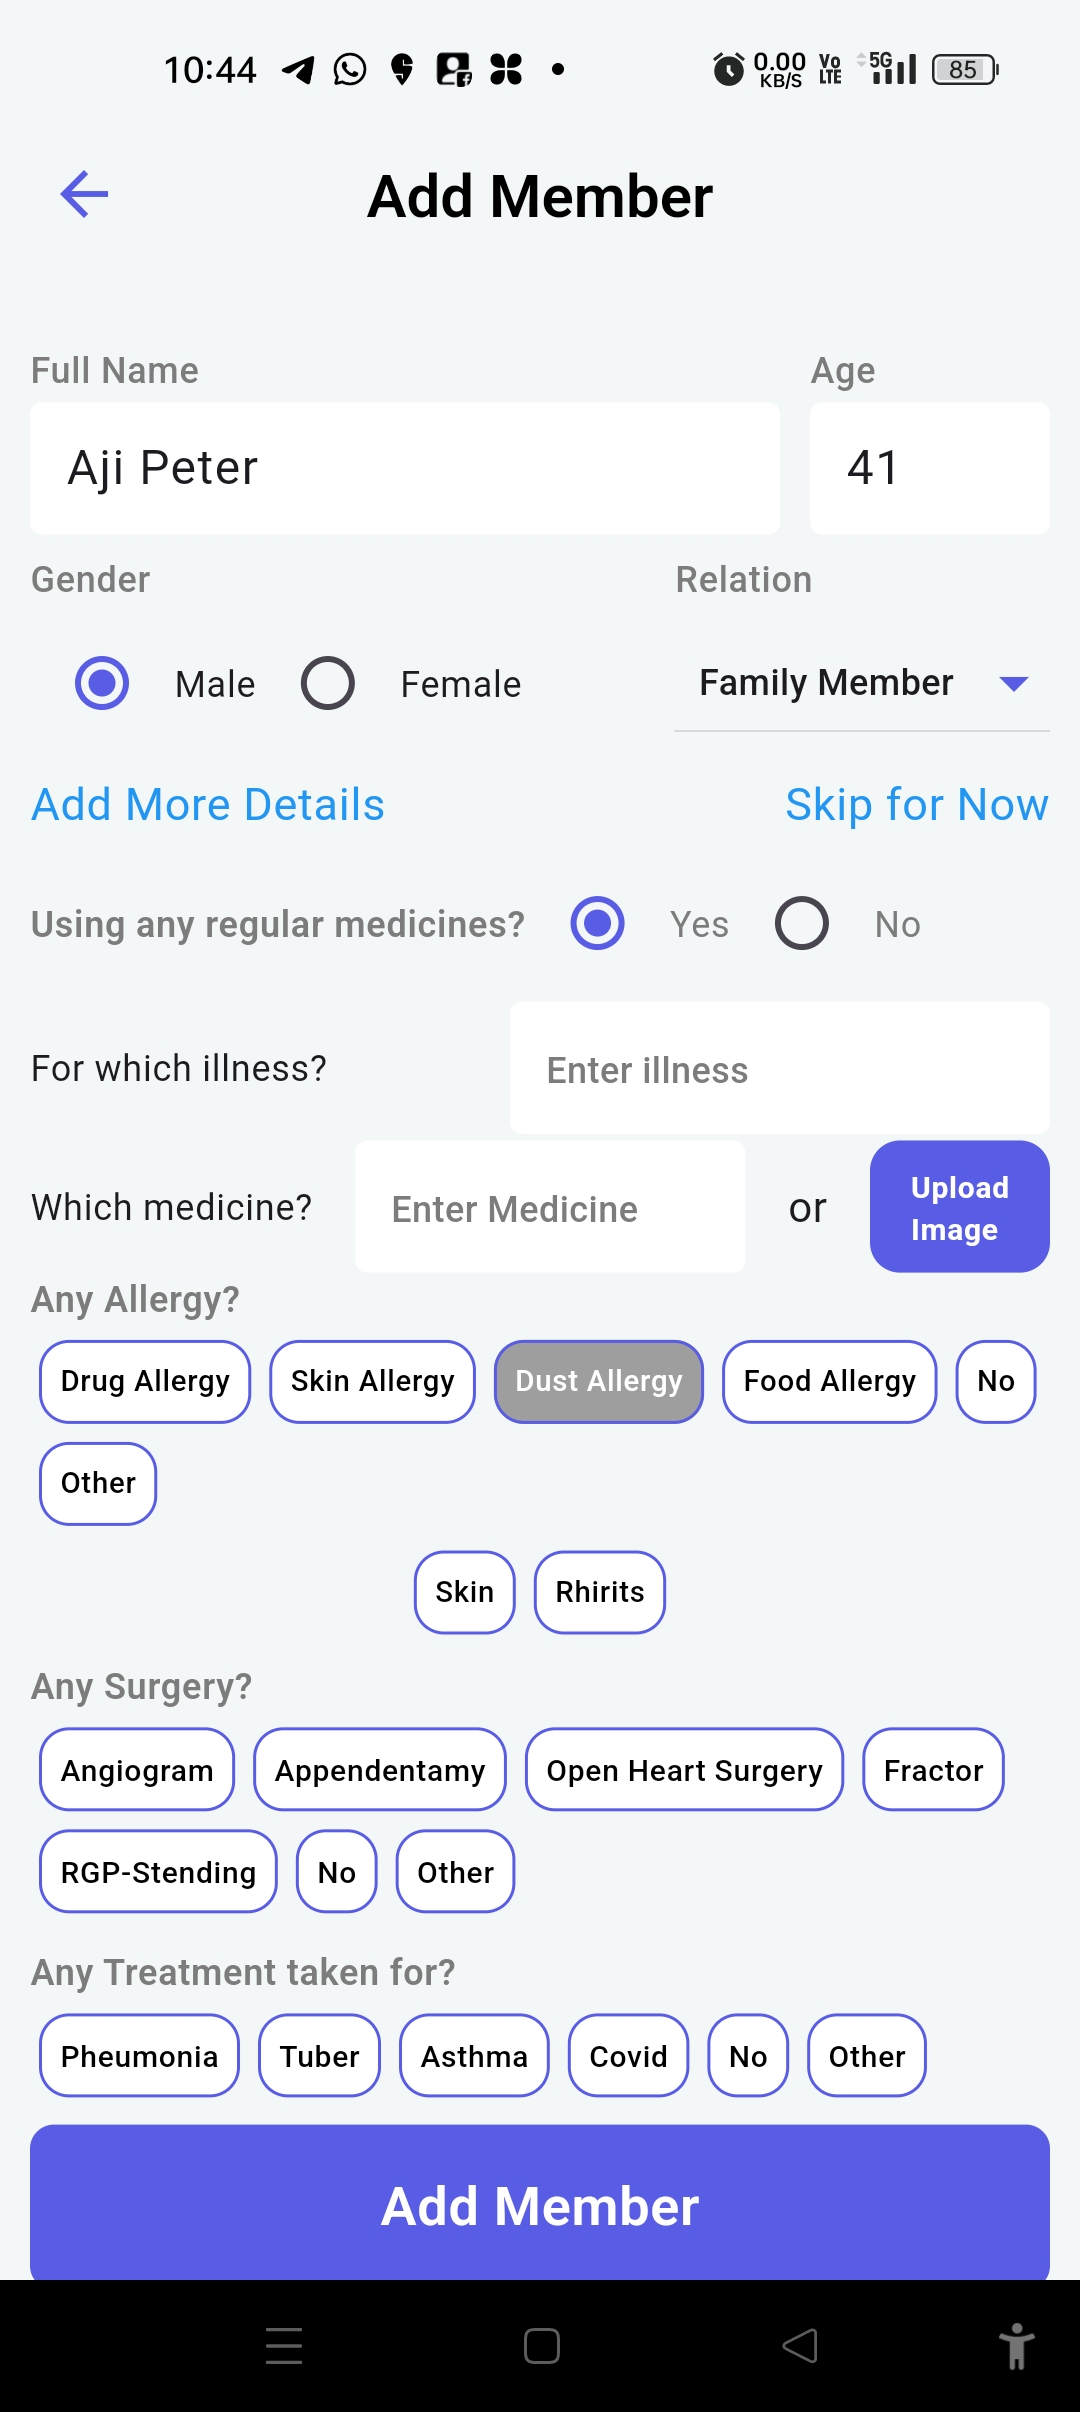 10:44 0.00 KB/S Vo LTE 5G 85
Add Member
Full Name Age
Aji Peter 41
Gender Relation
Male Female Family Member
Add More Details Skip for Now
Using any regular medicines? Yes No
For which illness? Enter illness
Which medicine? Enter Medicine or Upload Image
Any Allergy?
Drug Allergy Skin Allergy Dust Allergy Food Allergy No
Other
Skin Rhirits
Any Surgery?
Angiogram Appendentamy Open Heart Surgery Fractor
RGP-Stending No Other
Any Treatment taken for?
Pheumonia Tuber Asthma Covid No Other
Add Member